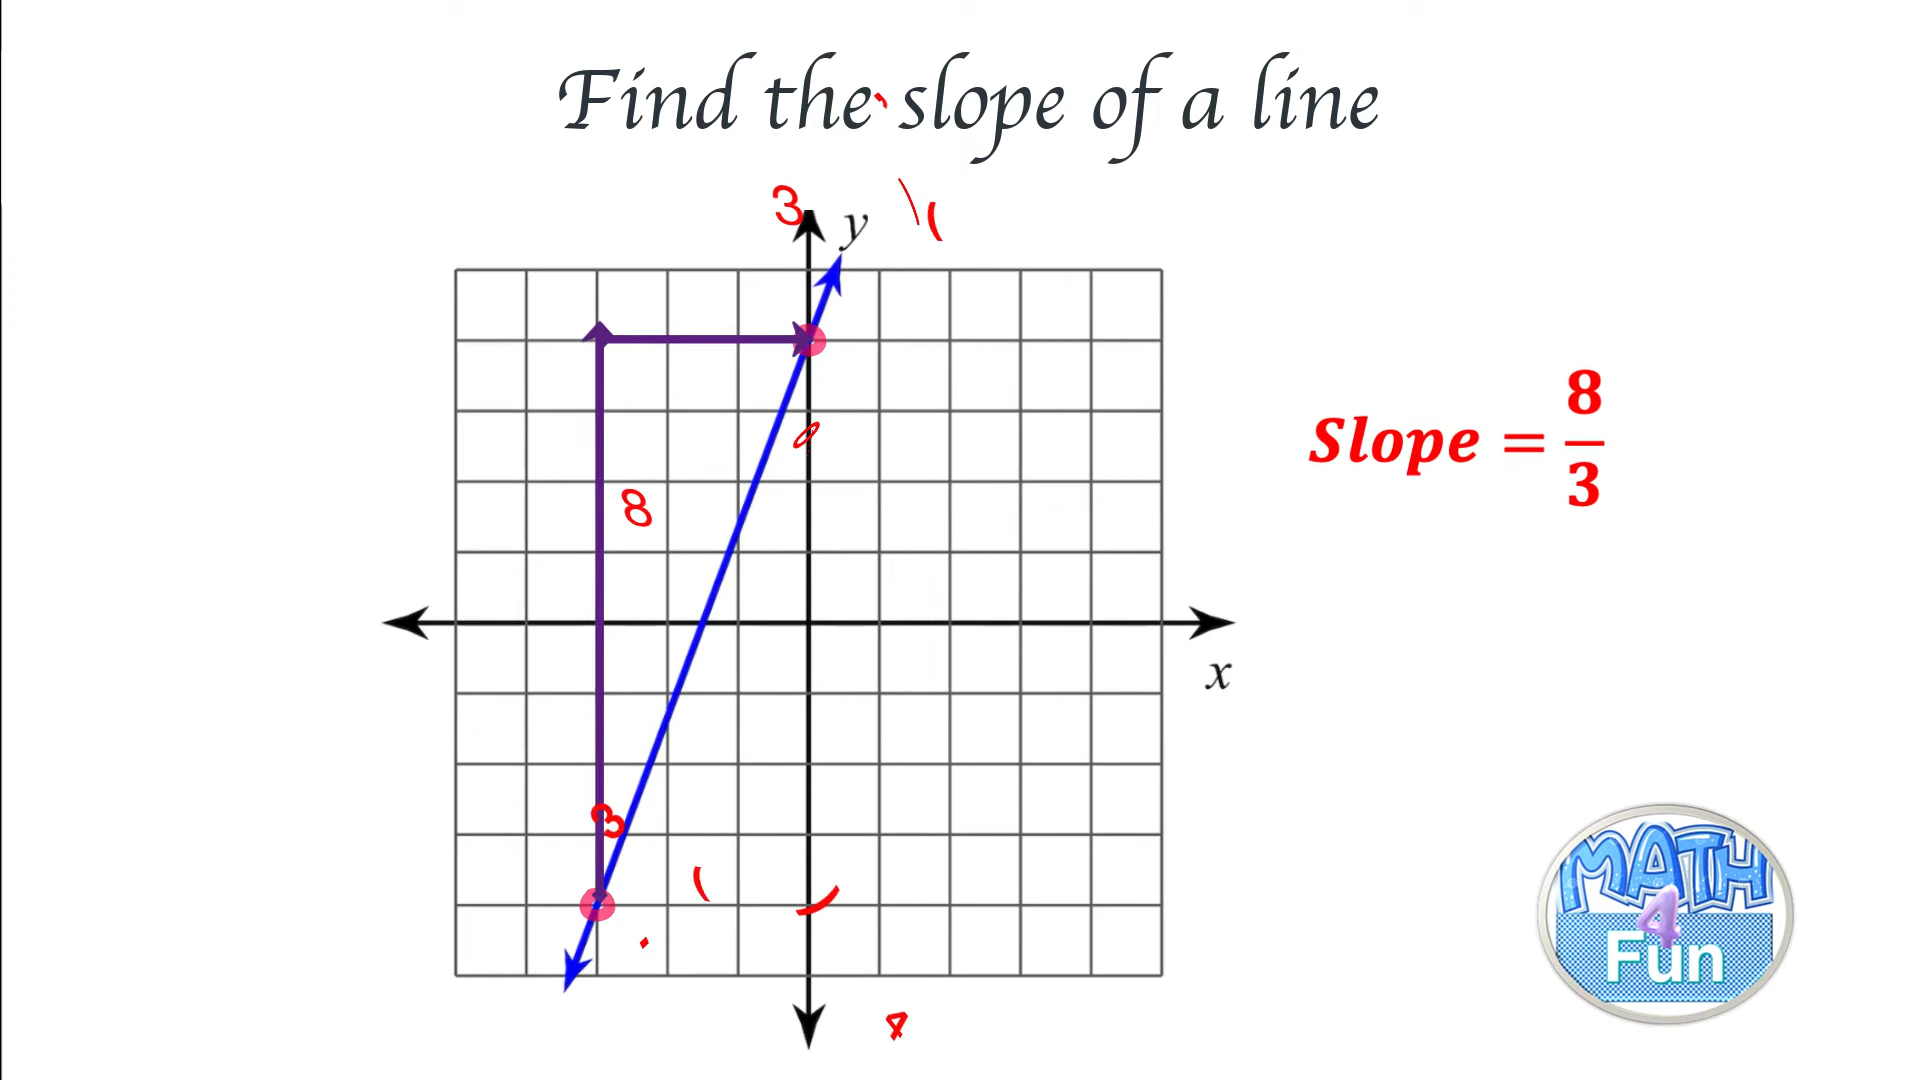 Find the slope of a line
3
y
8
Slope = 8/3
x
3
MATH
4
Fun